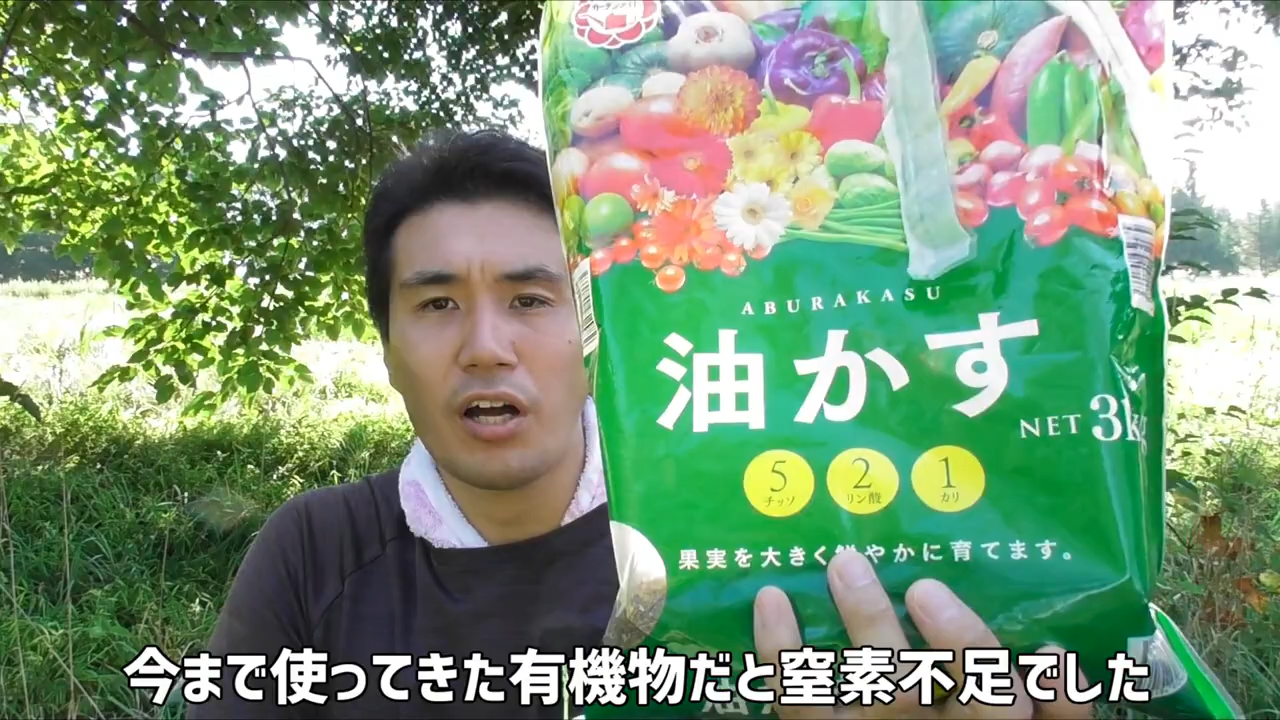 ABURAKASU
油かす
NET 3kg
5 2 1
チッソ リン酸 カリ
果実を大きく鮮やかに育てます。
今まで使ってきた有機物だと窒素不足でした